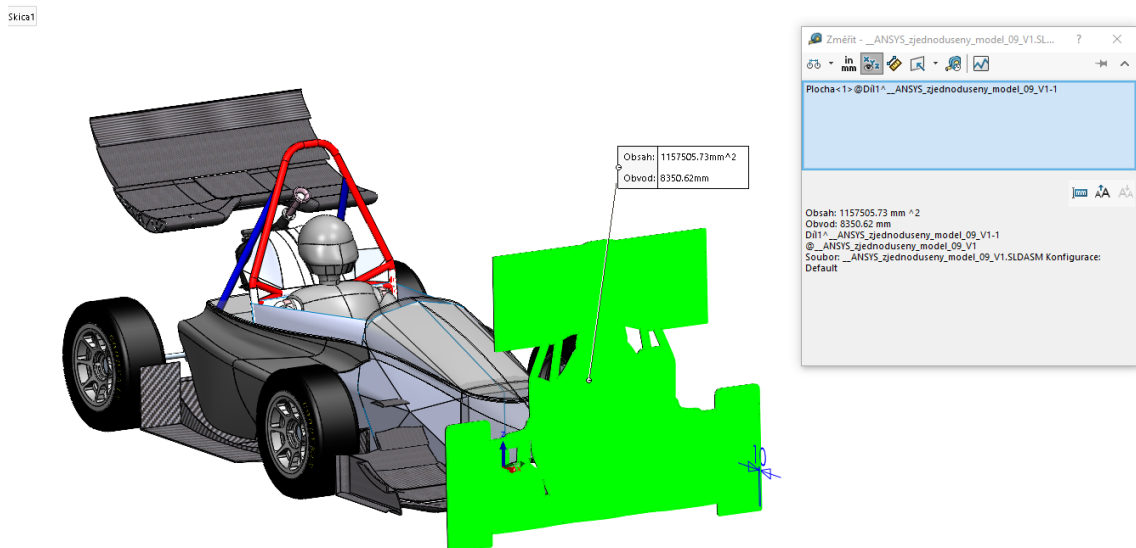 Skica1
Změřit - __ANSYS_zjednoduseny_model_09_V1.SL...
in
mm
Plocha<1>@Díl1^__ANSYS_zjednoduseny_model_09_V1-1
Obsah: 1157505.73mm^2
Obvod: 8350.62mm
Obsah: 1157505.73 mm ^2
Obvod: 8350.62 mm
Díl1^__ANSYS_zjednoduseny_model_09_V1-1
@__ANSYS_zjednoduseny_model_09_V1
Soubor: __ANSYS_zjednoduseny_model_09_V1.SLDASM Konfigurace:
Default